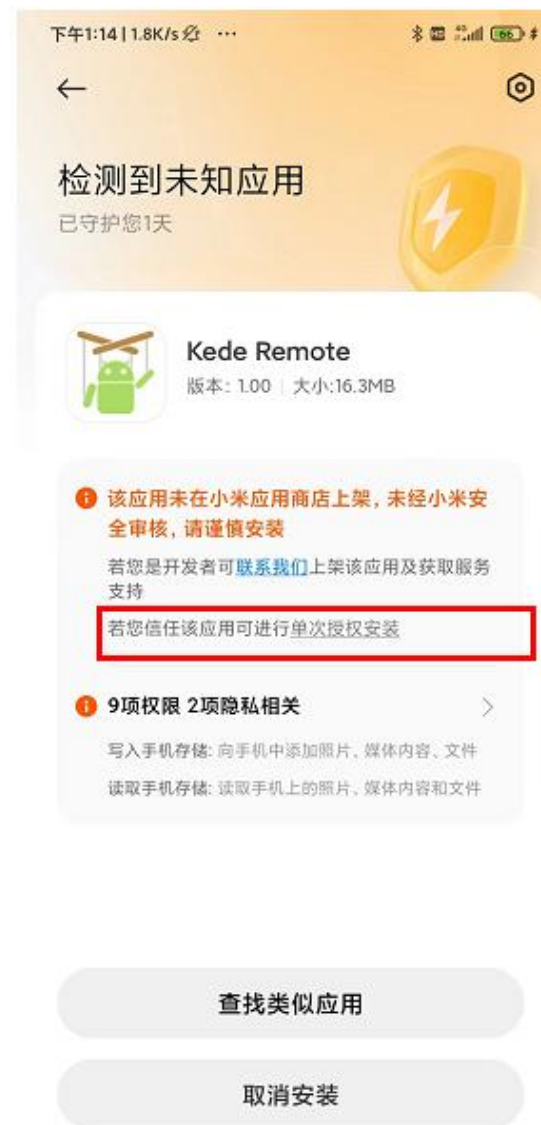 下午1:14 | 1.8K/s ...
66
检测到未知应用
已守护您1天
Kede Remote
版本: 1.00 | 大小:16.3MB
该应用未在小米应用商店上架，未经小米安
全审核，请谨慎安装
若您是开发者可联系我们上架该应用及获取服务
支持
若您信任该应用可进行单次授权安装
9项权限 2项隐私相关
写入手机存储: 向手机中添加照片、媒体内容、文件
读取手机存储: 读取手机上的照片、媒体内容和文件
查找类似应用
取消安装